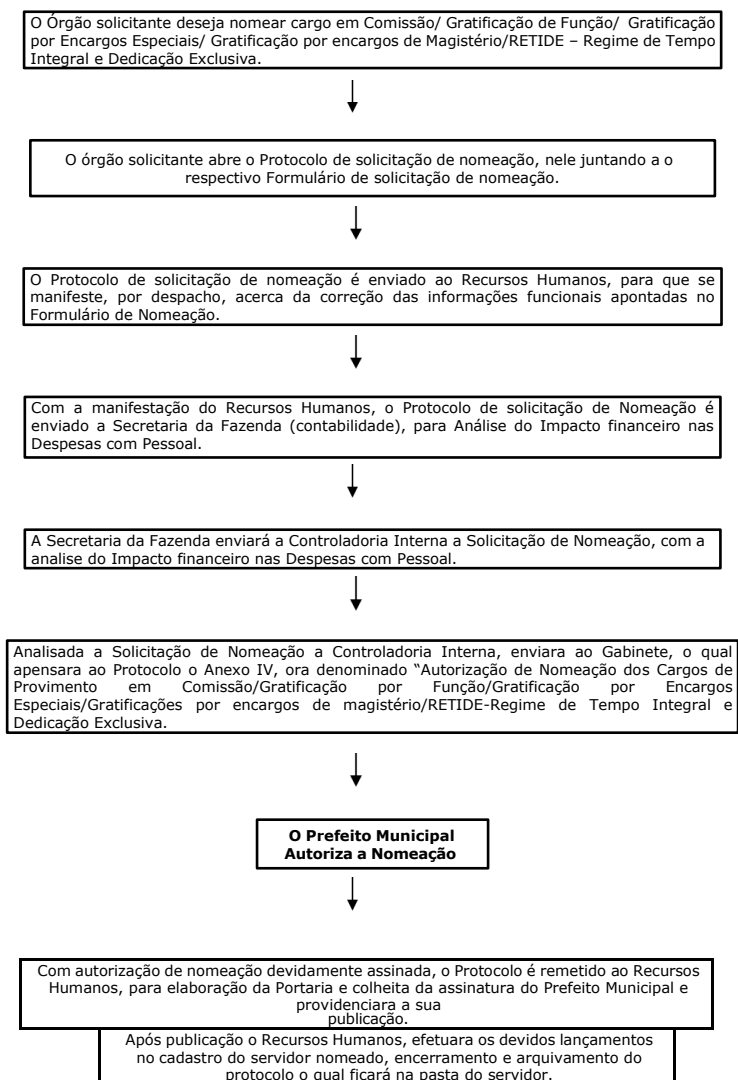 O Órgão solicitante deseja nomear cargo em Comissão/ Gratificação de Função/ Gratificação
por Encargos Especiais/ Gratificação por encargos de Magistério/RETIDE – Regime de Tempo
Integral e Dedicação Exclusiva.
O órgão solicitante abre o Protocolo de solicitação de nomeação, nele juntando a o
respectivo Formulário de solicitação de nomeação.
O Protocolo de solicitação de nomeação é enviado ao Recursos Humanos, para que se
manifeste, por despacho, acerca da correção das informações funcionais apontadas no
Formulário de Nomeação.
Com a manifestação do Recursos Humanos, o Protocolo de solicitação de Nomeação é
enviado a Secretaria da Fazenda (contabilidade), para Análise do Impacto financeiro nas
Despesas com Pessoal.
A Secretaria da Fazenda enviará a Controladoria Interna a Solicitação de Nomeação, com a
analise do Impacto financeiro nas Despesas com Pessoal.
Analisada a Solicitação de Nomeação a Controladoria Interna, enviara ao Gabinete, o qual
apensara ao Protocolo o Anexo IV, ora denominado “Autorização de Nomeação dos Cargos de
Provimento em Comissão/Gratificação por Função/Gratificação por Encargos
Especiais/Gratificações por encargos de magistério/RETIDE-Regime de Tempo Integral e
Dedicação Exclusiva.
O Prefeito Municipal
Autoriza a Nomeação
Com autorização de nomeação devidamente assinada, o Protocolo é remetido ao Recursos
Humanos, para elaboração da Portaria e colheita da assinatura do Prefeito Municipal e
providenciara a sua
publicação.
Após publicação o Recursos Humanos, efetuara os devidos lançamentos
no cadastro do servidor nomeado, encerramento e arquivamento do
protocolo o qual ficará na pasta do servidor.